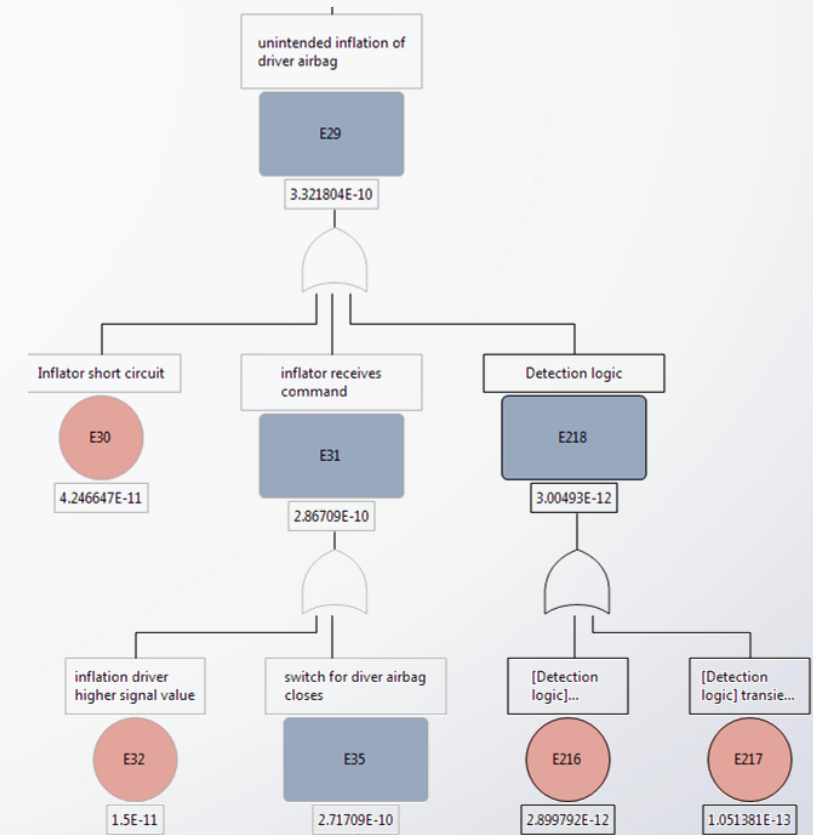 unintended inflation of
driver airbag
E29
3.321804E-10
Inflator short circuit
E30
4.246647E-11
inflator receives
command
E31
2.86709E-10
Detection logic
E218
3.00493E-12
inflation driver
higher signal value
E32
1.5E-11
switch for diver airbag
closes
E35
2.71709E-10
[Detection
logic]...
E216
2.899792E-12
[Detection
logic] transie...
E217
1.051381E-13